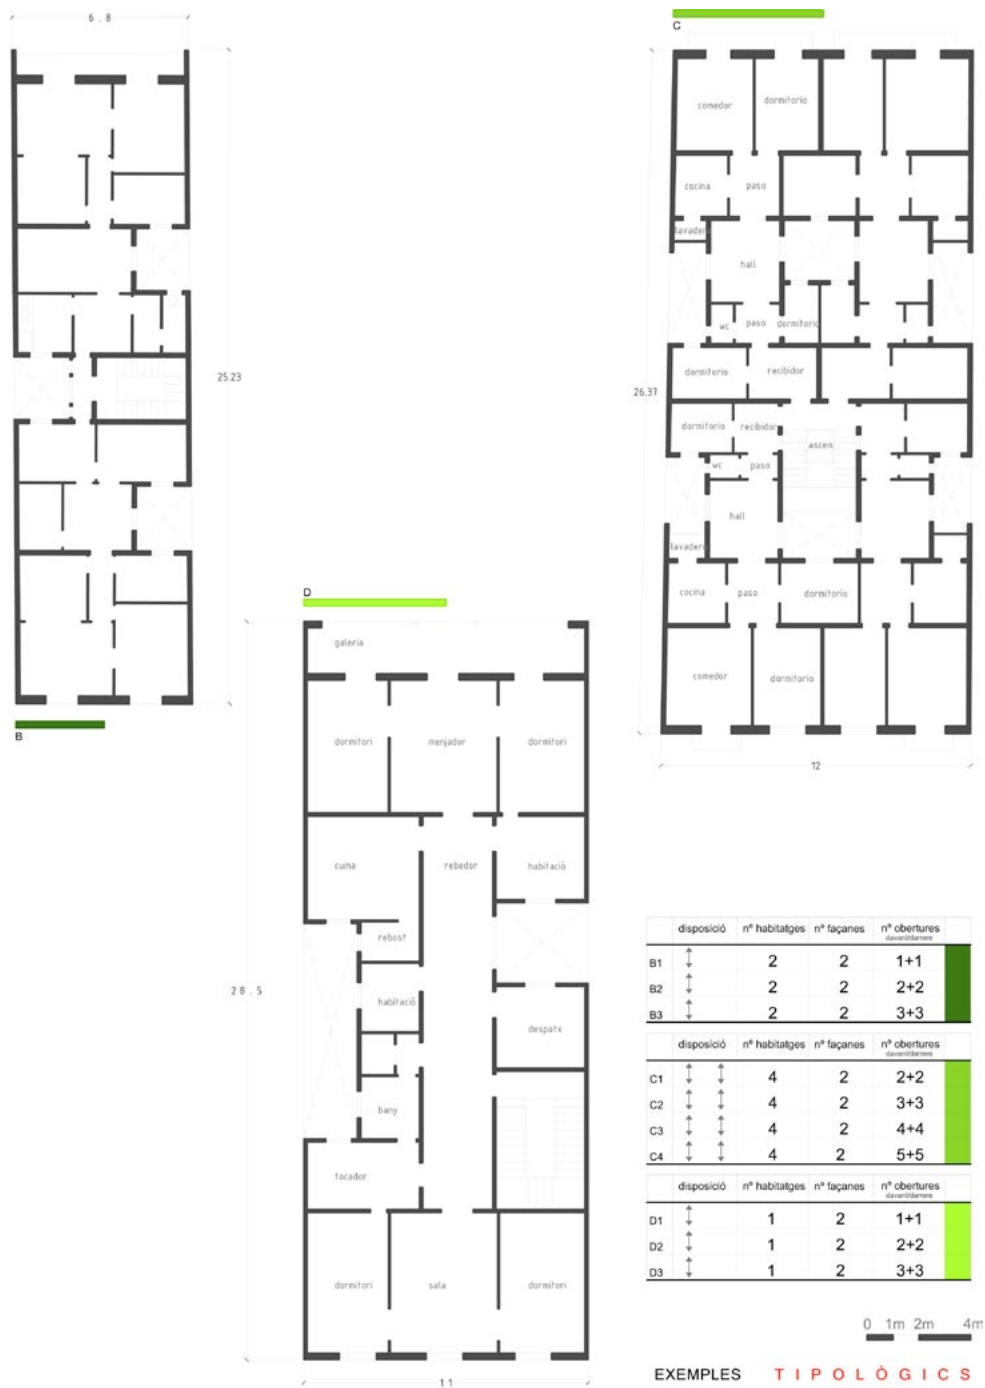 6.8
25.23
B
C
comedor
dormitorio
cocina
paso
lavadero
hall
wc
paso
dormitorio
dormitorio
recibidor
26.37
dormitorio
recibidor
ascen.
wc
paso
hall
lavadero
cocina
paso
dormitorio
comedor
dormitorio
12
D
galeria
dormitori
menjador
dormitori
cuina
rebedor
habitació
rebost
28.5
habitació
despatx
bany
tocador
dormitori
sala
dormitori
11
disposició nº habitatges nº façanes nº obertures
davant/darrere
B1 2 2 1+1
B2 2 2 2+2
B3 2 2 3+3
disposició nº habitatges nº façanes nº obertures
davant/darrere
C1 4 2 2+2
C2 4 2 3+3
C3 4 2 4+4
C4 4 2 5+5
disposició nº habitatges nº façanes nº obertures
davant/darrere
D1 1 2 1+1
D2 1 2 2+2
D3 1 2 3+3
0 1m 2m 4m
EXEMPLES TIPOLÒGICS